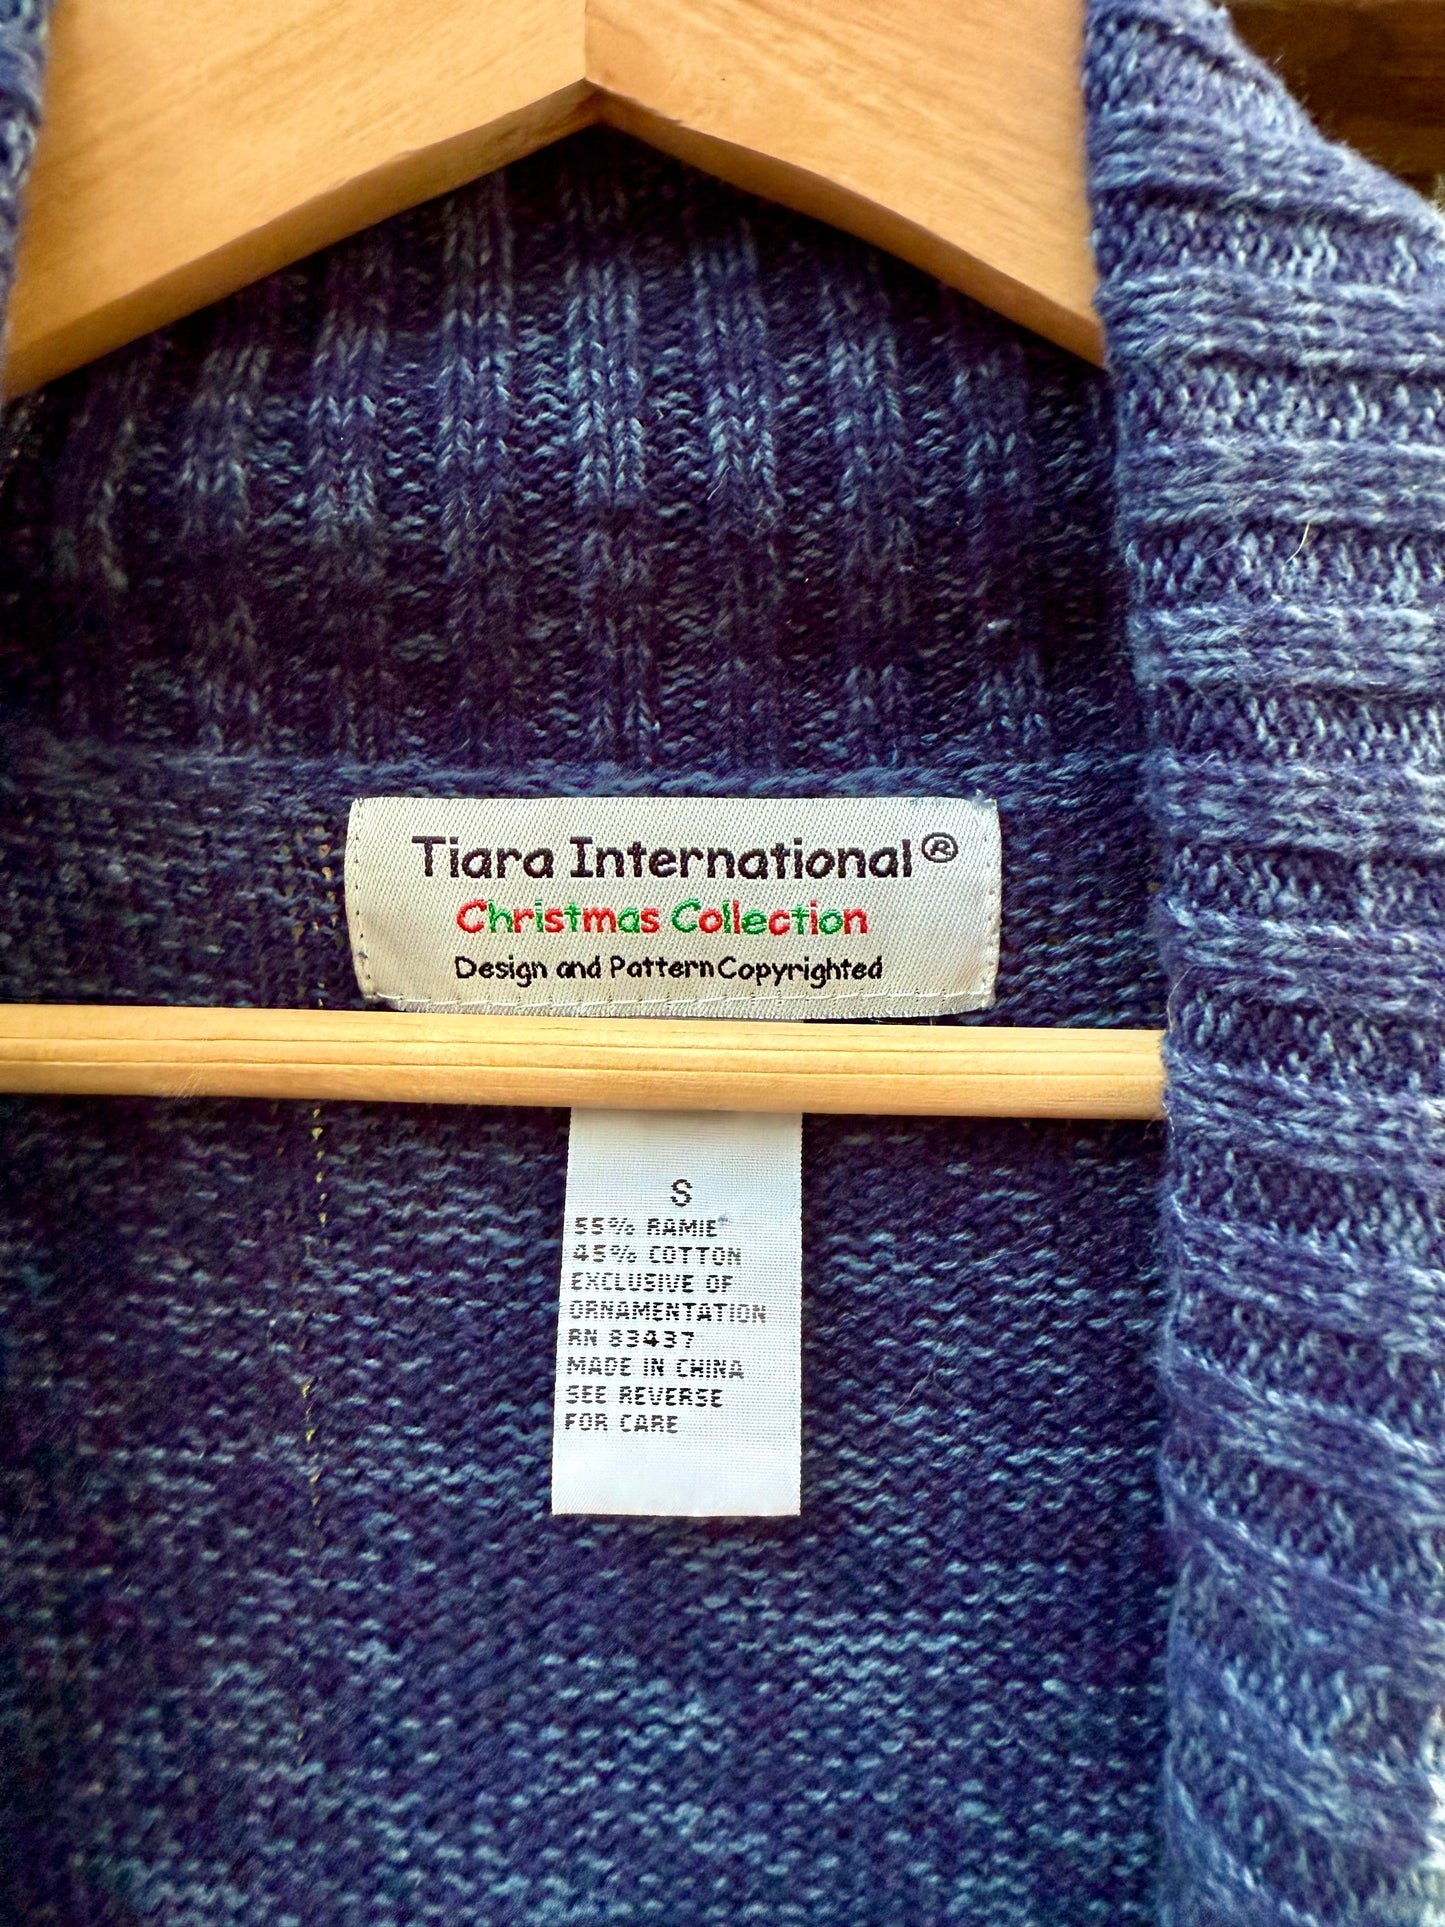 Tiara International®
Christmas Collection
Design and Pattern Copyrighted
S
55% RAMIE
45% COTTON
EXCLUSIVE OF
ORNAMENTATION
RN 83437
MADE IN CHINA
SEE REVERSE
FOR CARE